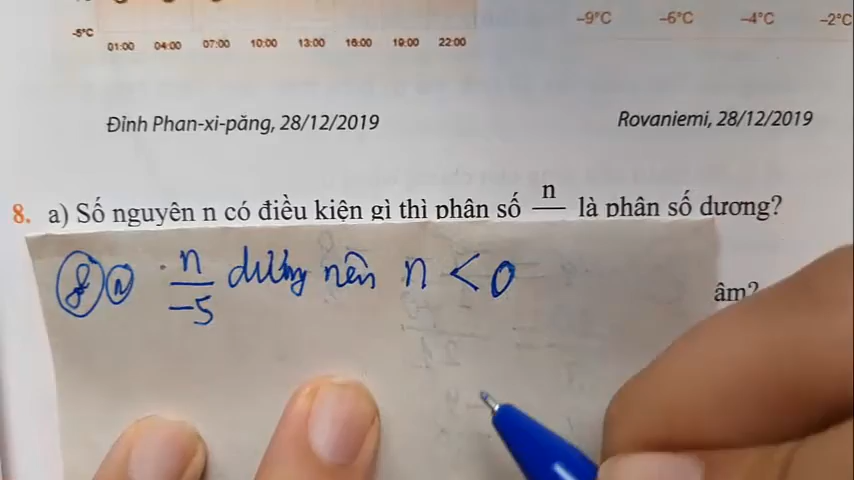 -5°C
01:00 04:00 07:00 10:00 13:00 16:00 19:00 22:00
-9°C -6°C -4°C -2°C
Đỉnh Phan-xi-păng, 28/12/2019
Rovaniemi, 28/12/2019
8. a) Số nguyên n có điều kiện gì thì phân số n là phân số dương?
8 a) n/-5 dương nên n < 0
âm?